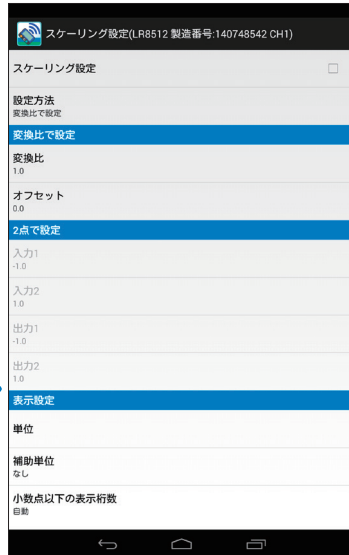 スケーリング設定(LR8512 製造番号:140748542 CH1)
スケーリング設定
設定方法
変換比で設定
変換比で設定
変換比
1.0
オフセット
0.0
2点で設定
入力1
-1.0
入力2
1.0
出力1
-1.0
出力2
1.0
表示設定
単位
補助単位
なし
小数点以下の表示桁数
自動